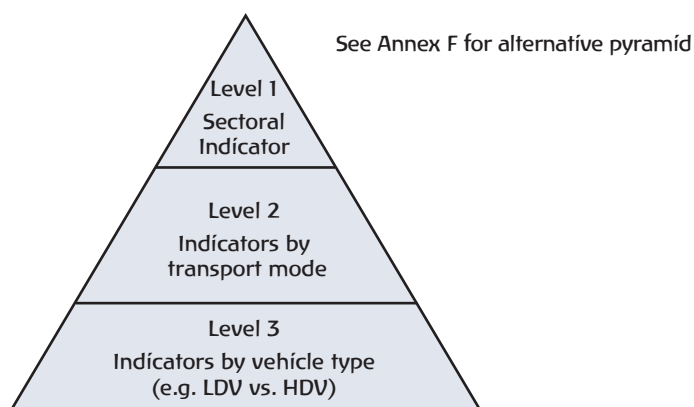 See Annex F for alternative pyramid
Level 1
Sectoral
Indicator
Level 2
Indicators by
transport mode
Level 3
Indicators by vehicle type
(e.g. LDV vs. HDV)